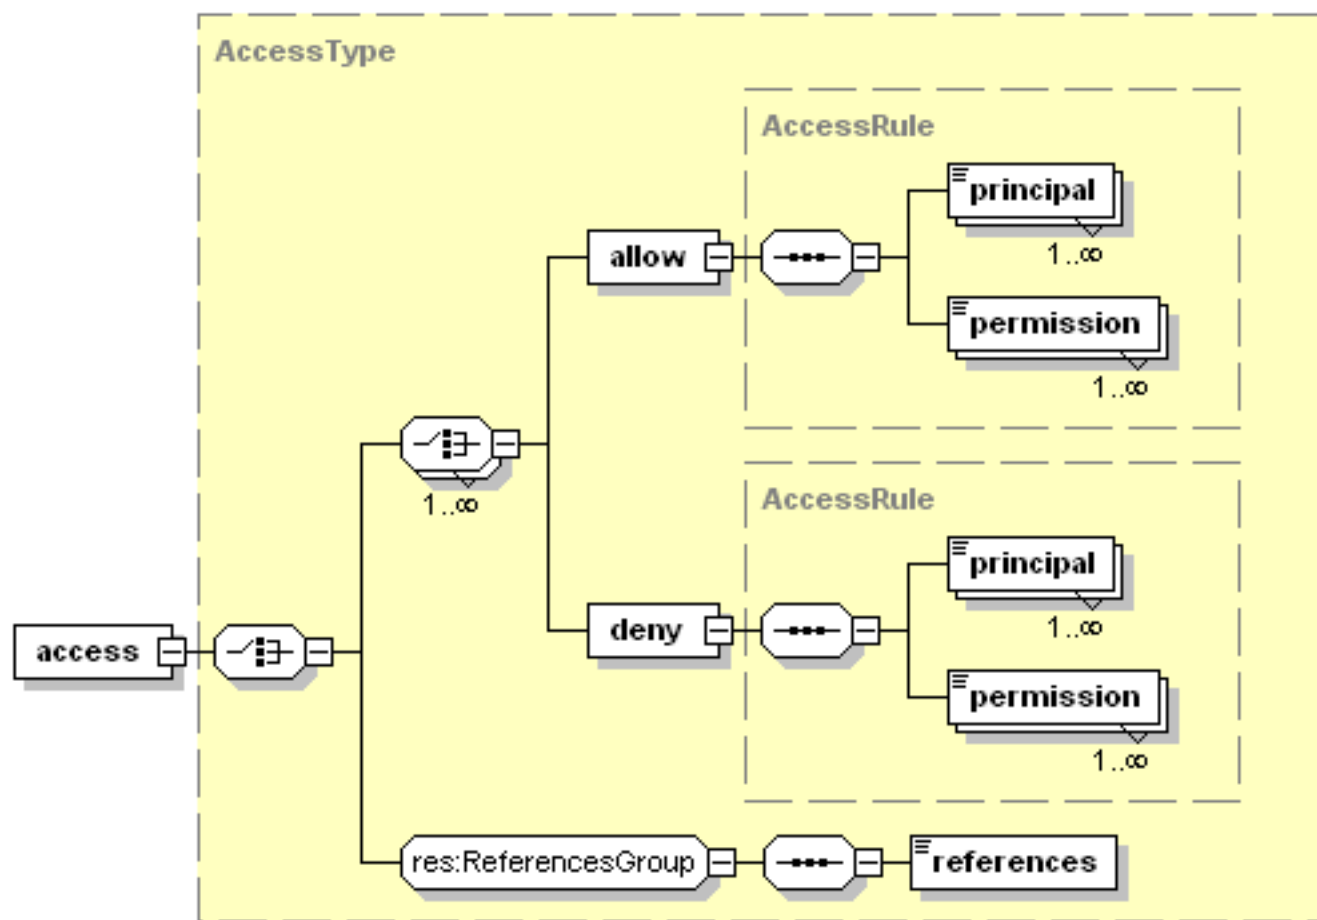 AccessType
AccessRule
principal
1..∞
allow
permission
1..∞
1..∞
AccessRule
principal
1..∞
deny
access
permission
1..∞
res:ReferencesGroup
references